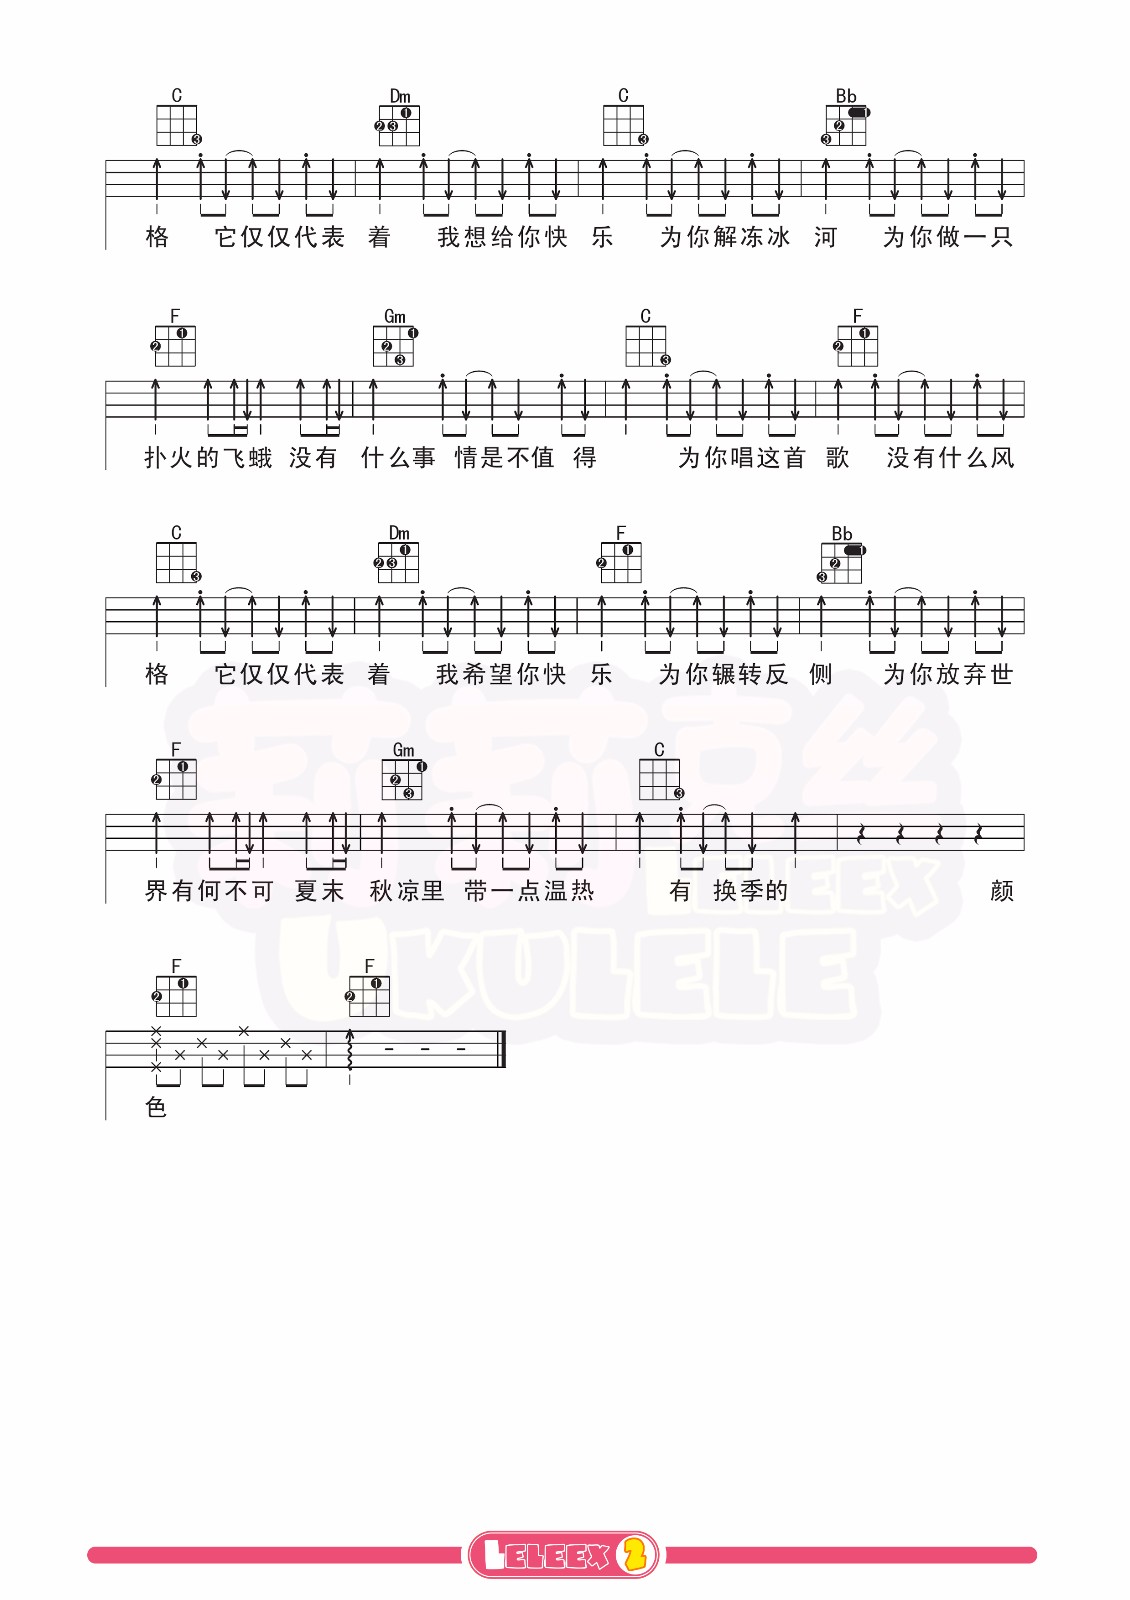 C Dm C Bb
格 它仅仅代表 着 我想给你快 乐 为你解冻冰 河 为你做一只
F Gm C F
扑火的飞蛾 没有 什么事 情是不值 得 为你唱这首 歌 没有什么风
C Dm F Bb
格 它仅仅代表 着 我希望你快 乐 为你辗转反 侧 为你放弃世
F Gm C
界有何不可 夏末 秋凉里 带一点温热 有 换季的 颜
F F
色
LELEEX
UKULELE
LELEEX 2